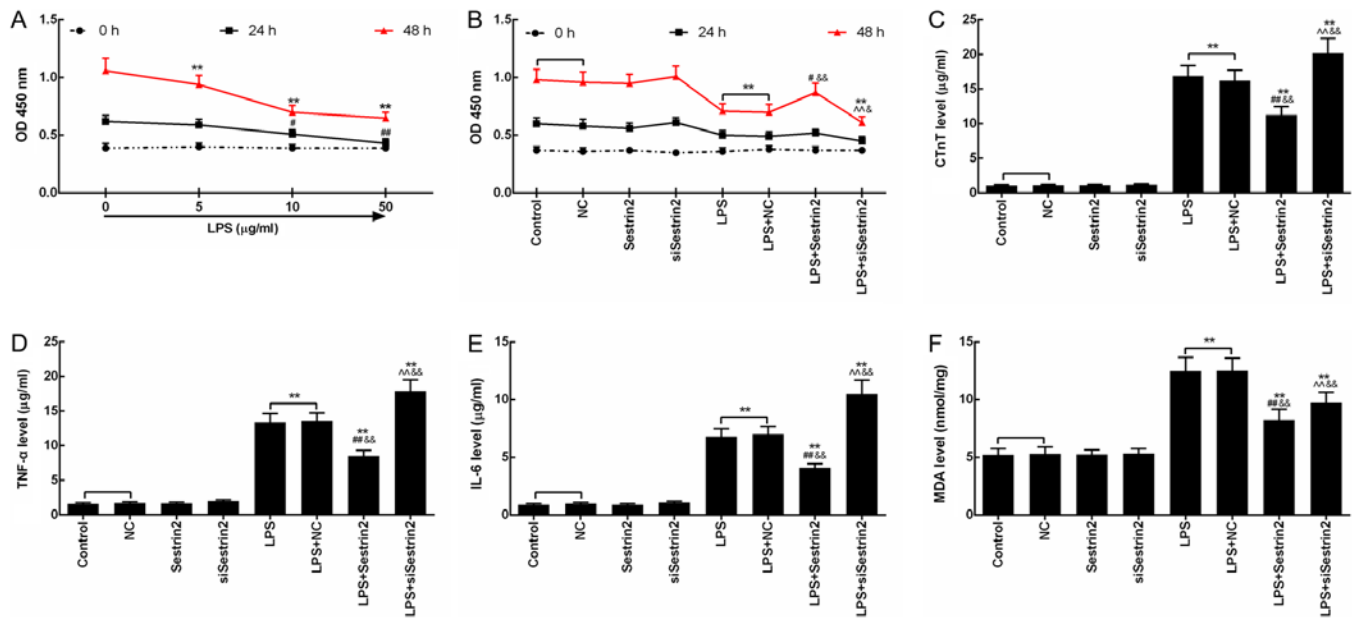 A
0 h
24 h
48 h
1.5
1.0
0.5
0.0
OD 450 nm
**
**
#
**
##
0
5
10
50
LPS (µg/ml)
B
0 h
24 h
48 h
1.5
1.0
0.5
0.0
OD 450 nm
**
# &&
**
^^&
Control
NC
Sestrin2
siSestrin2
LPS
LPS+NC
LPS+Sestrin2
LPS+siSestrin2
C
25
20
15
10
5
0
CTnT level (µg/ml)
**
**
##&&
**
^^&&
Control
NC
Sestrin2
siSestrin2
LPS
LPS+NC
LPS+Sestrin2
LPS+siSestrin2
D
25
20
15
10
5
0
TNF-α level (µg/ml)
**
**
##&&
**
^^&&
Control
NC
Sestrin2
siSestrin2
LPS
LPS+NC
LPS+Sestrin2
LPS+siSestrin2
E
15
10
5
0
IL-6 level (µg/ml)
**
**
##&&
**
^^&&
Control
NC
Sestrin2
siSestrin2
LPS
LPS+NC
LPS+Sestrin2
LPS+siSestrin2
F
15
10
5
0
MDA level (nmol/mg)
**
**
##&&
**
^^&&
Control
NC
Sestrin2
siSestrin2
LPS
LPS+NC
LPS+Sestrin2
LPS+siSestrin2